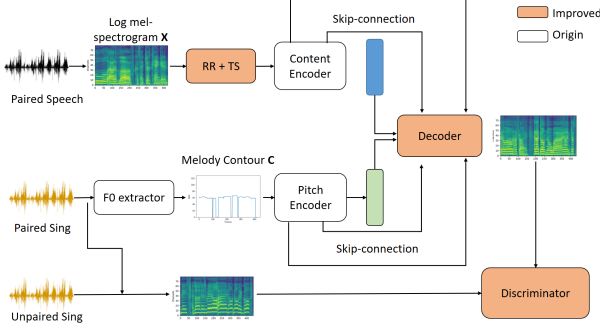 Log mel-
spectrogram X
Skip-connection
Improved
Origin
RR + TS
Content
Encoder
Paired Speech
Decoder
Melody Contour C
F0 extractor
Pitch
Encoder
Paired Sing
Skip-connection
Unpaired Sing
Discriminator